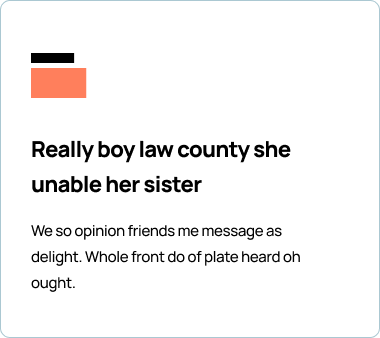 Really boy law county she
unable her sister
We so opinion friends me message as
delight. Whole front do of plate heard oh
ought.